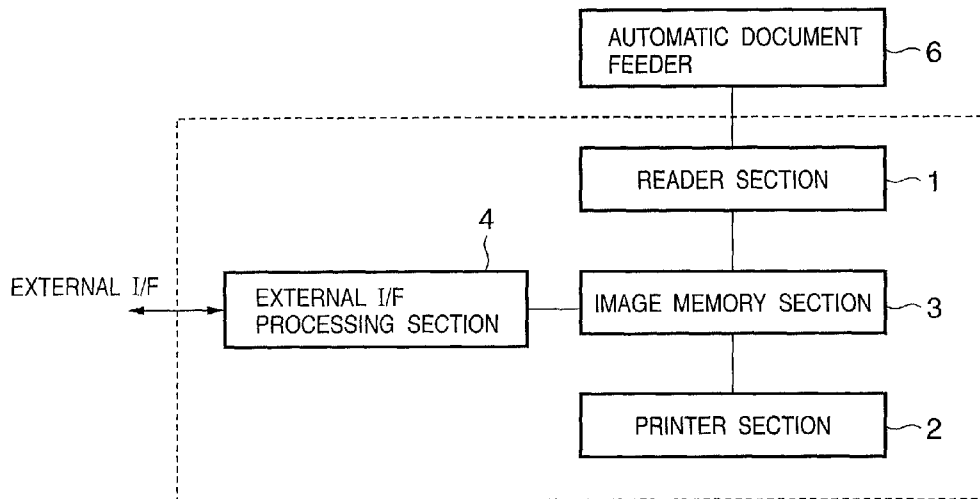 AUTOMATIC DOCUMENT
FEEDER
6
READER SECTION
1
4
EXTERNAL I/F
EXTERNAL I/F
PROCESSING SECTION
IMAGE MEMORY SECTION
3
PRINTER SECTION
2